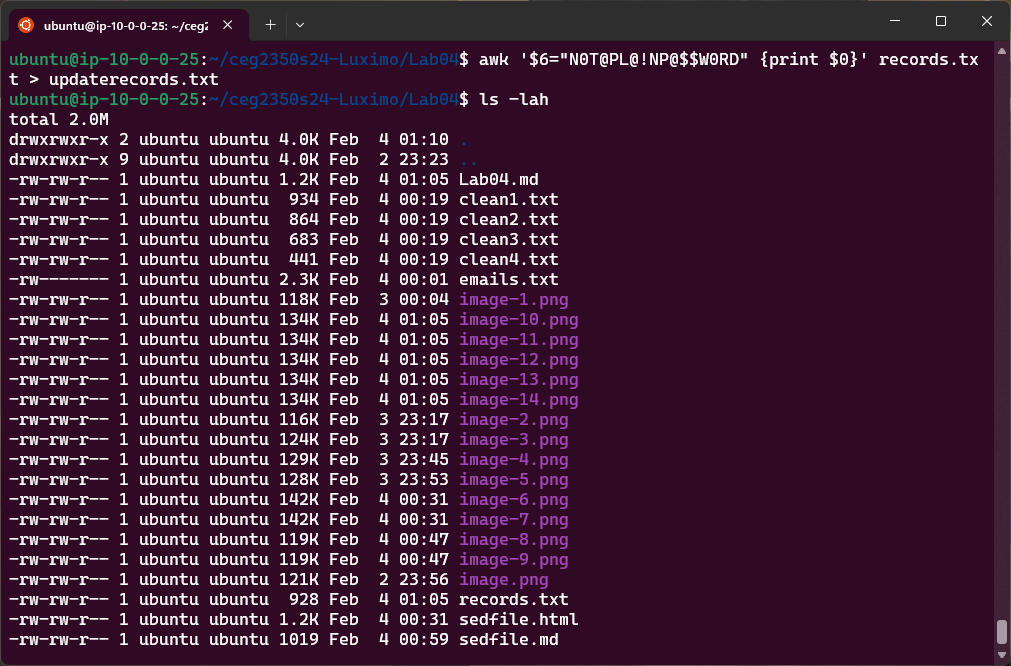 ubuntu@ip-10-0-0-25: ~/ceg2
ubuntu@ip-10-0-0-25:~/ceg2350s24-Luximo/Lab04$ awk '$6="N0T@PL@!NP@$$W0RD" {print $0}' records.tx
t > updaterecords.txt
ubuntu@ip-10-0-0-25:~/ceg2350s24-Luximo/Lab04$ ls -lah
total 2.0M
drwxrwxr-x 2 ubuntu ubuntu 4.0K Feb  4 01:10 .
drwxrwxr-x 9 ubuntu ubuntu 4.0K Feb  2 23:23 ..
-rw-rw-r-- 1 ubuntu ubuntu 1.2K Feb  4 01:05 Lab04.md
-rw-rw-r-- 1 ubuntu ubuntu  934 Feb  4 00:19 clean1.txt
-rw-rw-r-- 1 ubuntu ubuntu  864 Feb  4 00:19 clean2.txt
-rw-rw-r-- 1 ubuntu ubuntu  683 Feb  4 00:19 clean3.txt
-rw-rw-r-- 1 ubuntu ubuntu  441 Feb  4 00:19 clean4.txt
-rw------- 1 ubuntu ubuntu 2.3K Feb  4 00:01 emails.txt
-rw-rw-r-- 1 ubuntu ubuntu 118K Feb  3 00:04 image-1.png
-rw-rw-r-- 1 ubuntu ubuntu 134K Feb  4 01:05 image-10.png
-rw-rw-r-- 1 ubuntu ubuntu 134K Feb  4 01:05 image-11.png
-rw-rw-r-- 1 ubuntu ubuntu 134K Feb  4 01:05 image-12.png
-rw-rw-r-- 1 ubuntu ubuntu 134K Feb  4 01:05 image-13.png
-rw-rw-r-- 1 ubuntu ubuntu 134K Feb  4 01:05 image-14.png
-rw-rw-r-- 1 ubuntu ubuntu 116K Feb  3 23:17 image-2.png
-rw-rw-r-- 1 ubuntu ubuntu 124K Feb  3 23:17 image-3.png
-rw-rw-r-- 1 ubuntu ubuntu 129K Feb  3 23:45 image-4.png
-rw-rw-r-- 1 ubuntu ubuntu 128K Feb  3 23:53 image-5.png
-rw-rw-r-- 1 ubuntu ubuntu 142K Feb  4 00:31 image-6.png
-rw-rw-r-- 1 ubuntu ubuntu 142K Feb  4 00:31 image-7.png
-rw-rw-r-- 1 ubuntu ubuntu 119K Feb  4 00:47 image-8.png
-rw-rw-r-- 1 ubuntu ubuntu 119K Feb  4 00:47 image-9.png
-rw-rw-r-- 1 ubuntu ubuntu 121K Feb  2 23:56 image.png
-rw-rw-r-- 1 ubuntu ubuntu  928 Feb  4 01:05 records.txt
-rw-rw-r-- 1 ubuntu ubuntu 1.2K Feb  4 00:31 sedfile.html
-rw-rw-r-- 1 ubuntu ubuntu 1019 Feb  4 00:59 sedfile.md